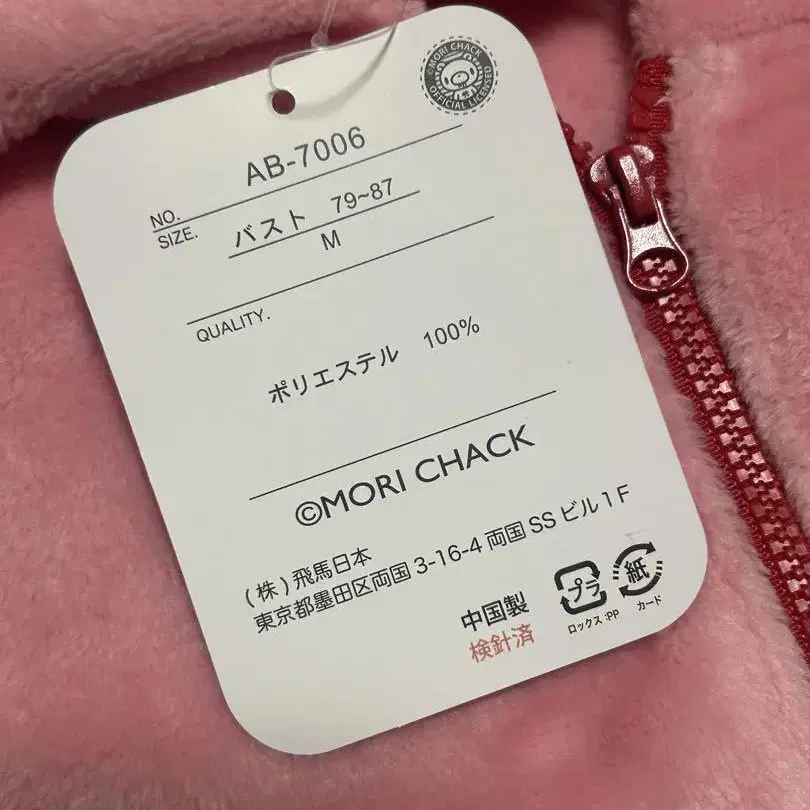 ©MORI CHACK
OFFICIAL LICENSED
NO. AB-7006
SIZE. バスト 79~87
M
QUALITY.
ポリエステル 100%
©MORI CHACK
(株)飛馬日本
東京都墨田区両国 3-16-4 両国 SS ビル 1 F
中国製
検針済
プラ
ロックス:PP
紙
カード